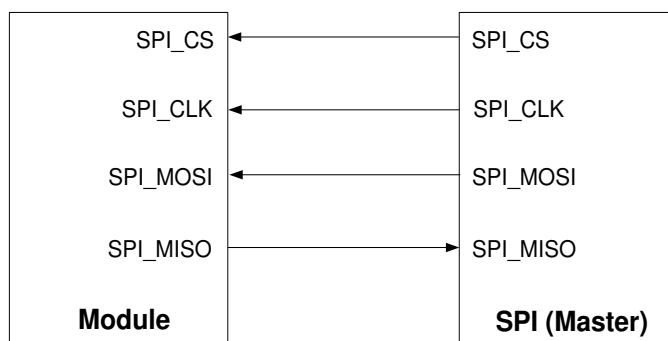 SPI_CS SPI_CS
SPI_CLK SPI_CLK
SPI_MOSI SPI_MOSI
SPI_MISO SPI_MISO
Module SPI (Master)